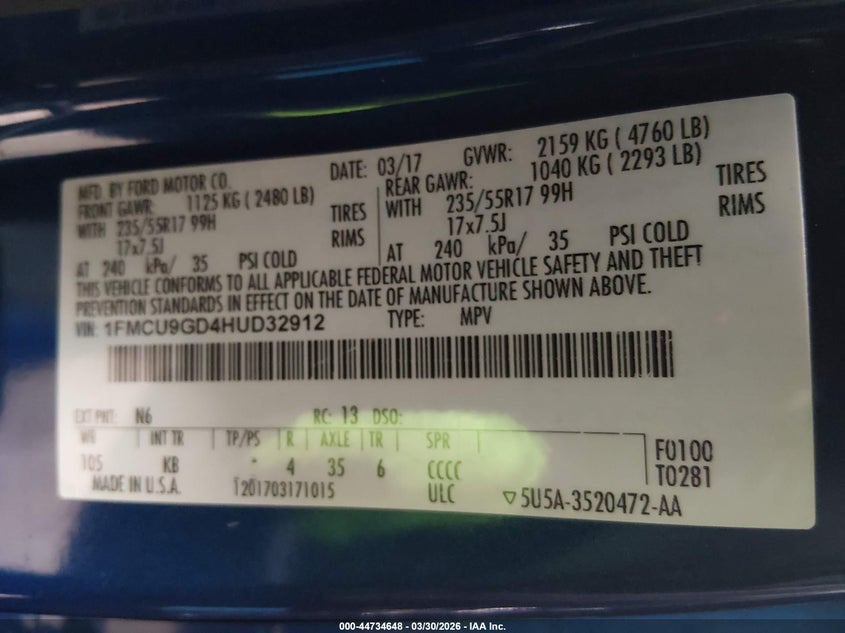 MFD. BY FORD MOTOR CO. DATE: 03/17 GVWR: 2159 KG ( 4760 LB)
FRONT GAWR: 1125 KG ( 2480 LB) REAR GAWR: 1040 KG ( 2293 LB)
WITH 235/55R17 99H TIRES WITH 235/55R17 99H TIRES
17x7.5J RIMS 17x7.5J RIMS
AT 240 kPa/ 35 PSI COLD AT 240 kPa/ 35 PSI COLD
THIS VEHICLE CONFORMS TO ALL APPLICABLE FEDERAL MOTOR VEHICLE SAFETY AND THEFT
PREVENTION STANDARDS IN EFFECT ON THE DATE OF MANUFACTURE SHOWN ABOVE.
VIN: 1FMCU9GD4HUD32912 TYPE: MPV
EXT PNT: N6 RC: 13 DSO:
WB INT TR TP/PS R AXLE TR SPR
105 KB - 4 35 6 CCCC
F0100
T0281
MADE IN U.S.A. T201703171015 ULC ▽5U5A-3520472-AA
000-44734648 - 03/30/2026 - IAA Inc.